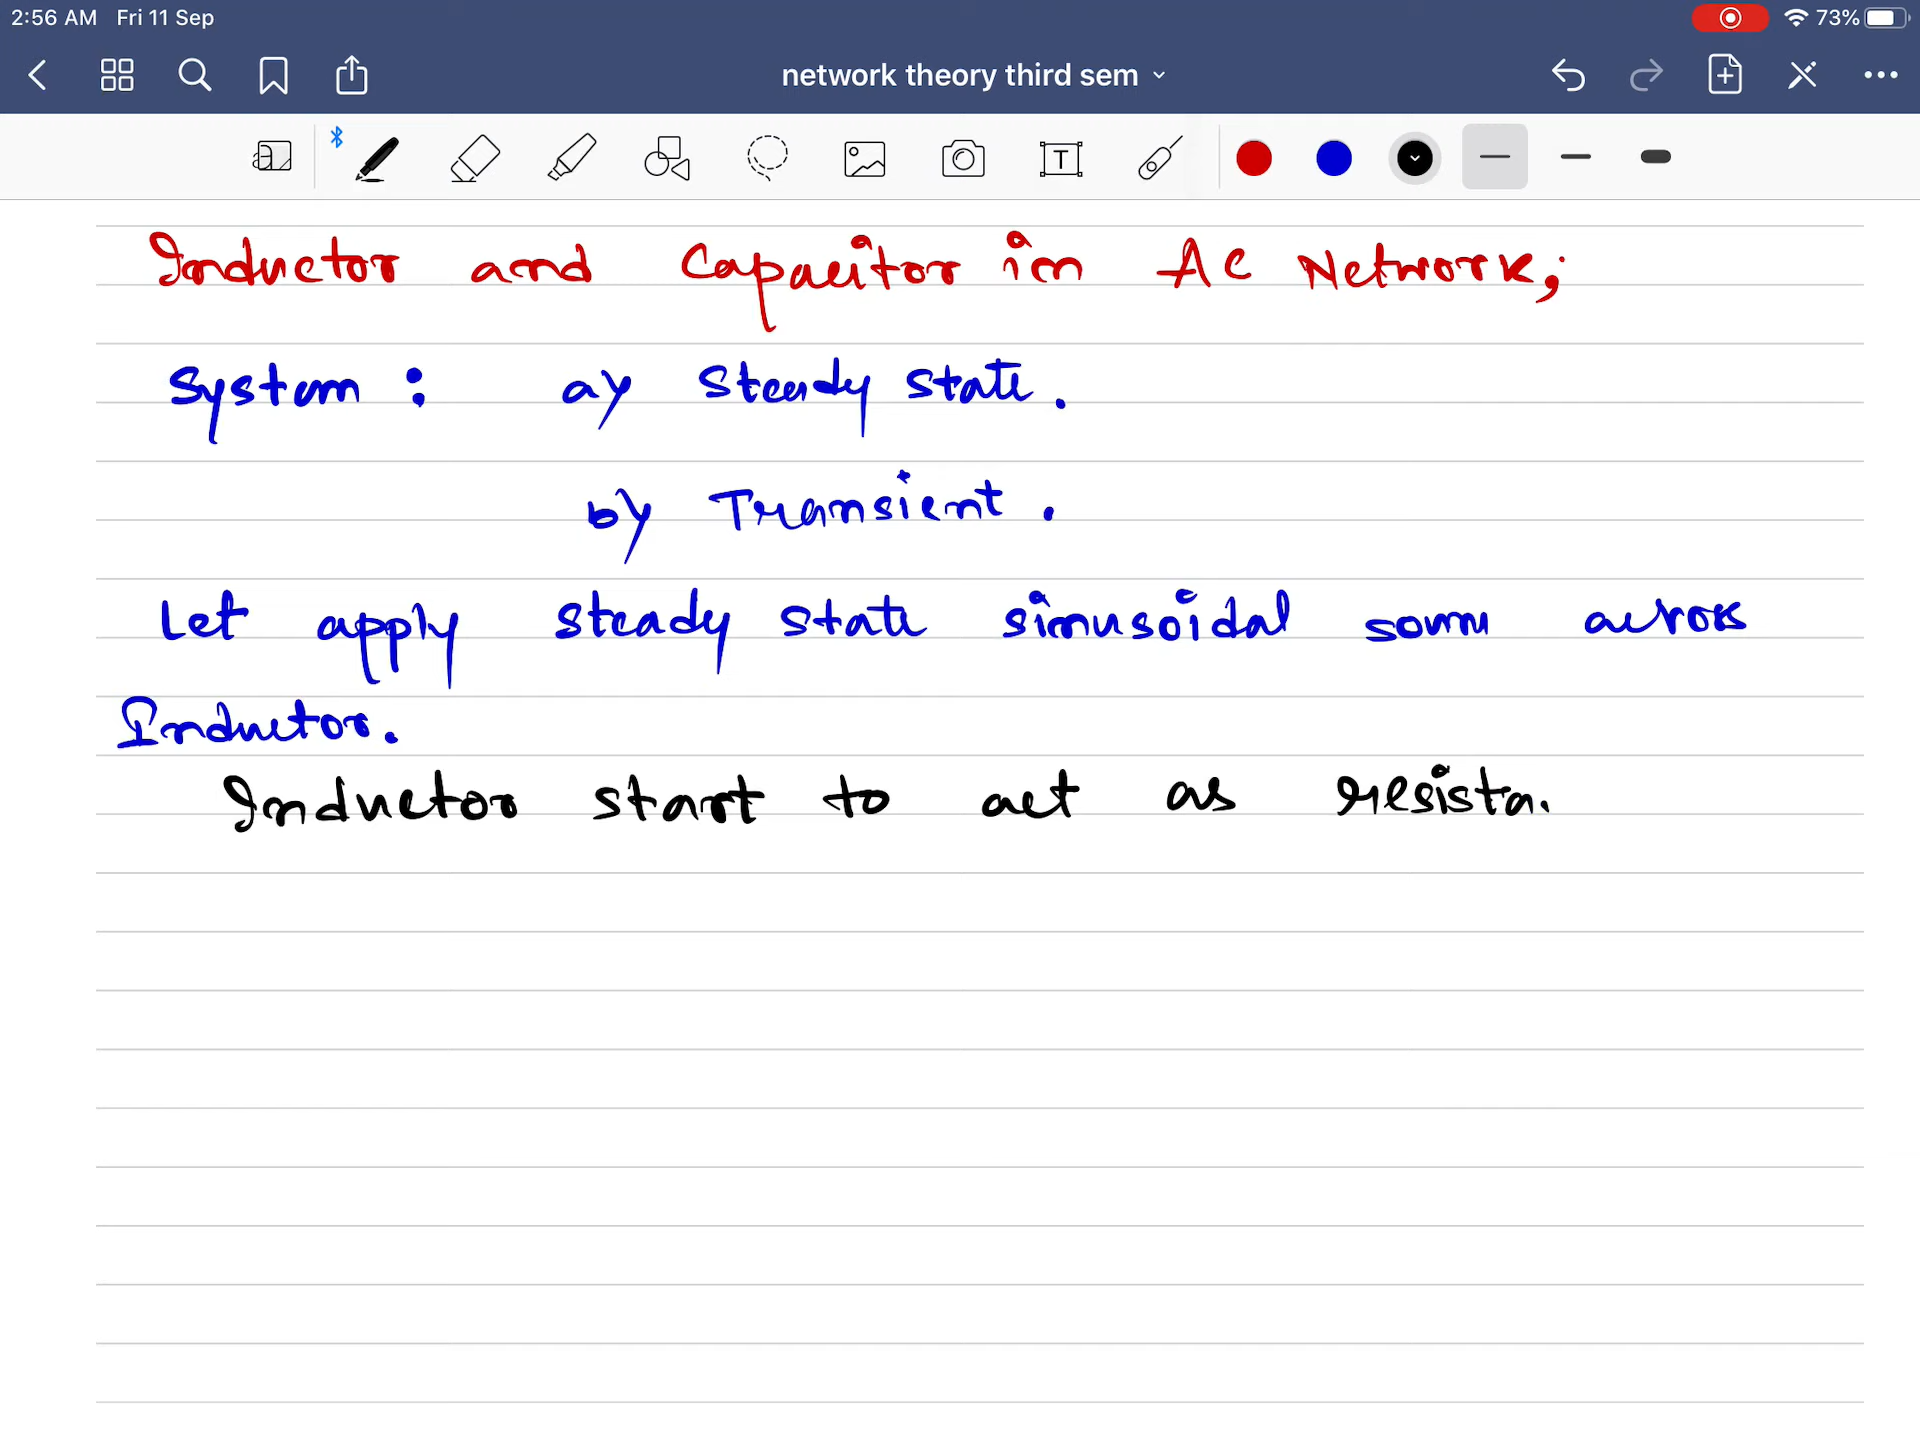 2:56 AM Fri 11 Sep 73%
network theory third sem
Inductor and Capacitor in AC Network;
System : a) Steady state.
b) Transient.
Let apply steady state sinusoidal source across
Inductor.
Inductor start to act as resista.